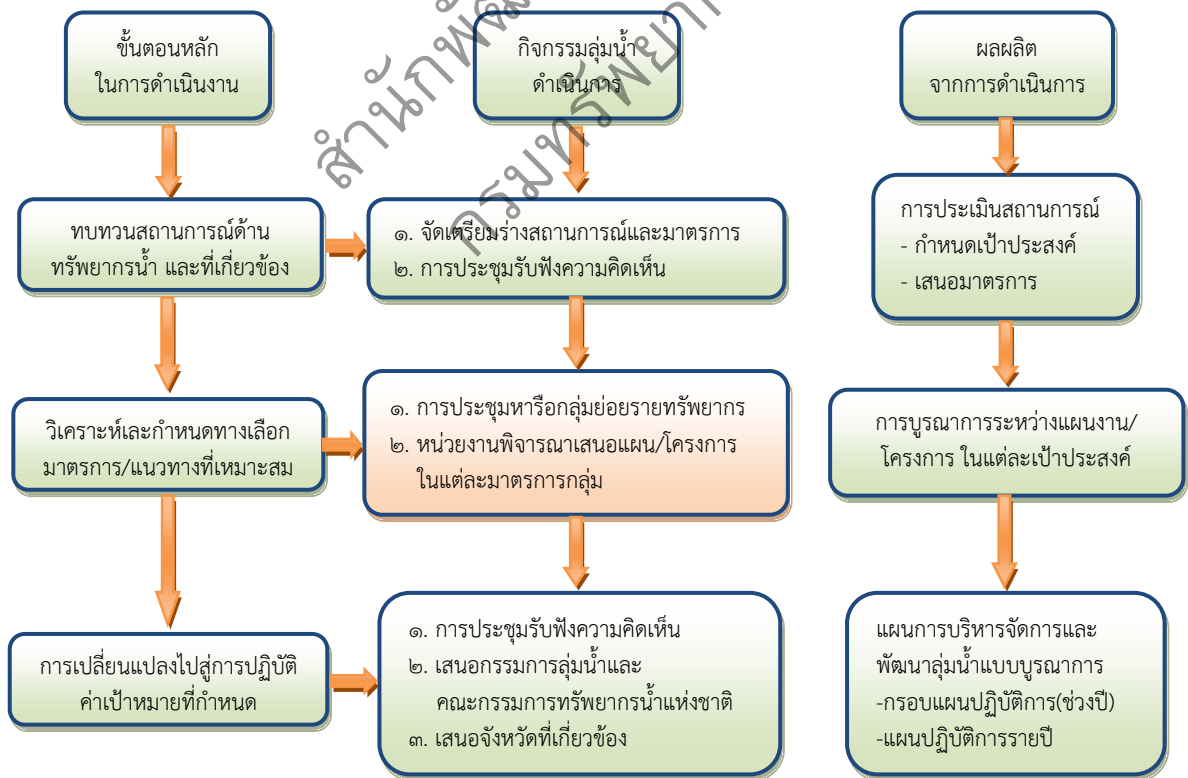 ขั้นตอนหลัก
ในการดำเนินงาน
กิจกรรมลุ่มน้ำ
ดำเนินการ
ผลผลิต
จากการดำเนินการ
ทบทวนสถานการณ์ด้าน
ทรัพยากรน้ำ และที่เกี่ยวข้อง
๑. จัดเตรียมร่างสถานการณ์และมาตรการ
๒. การประชุมรับฟังความคิดเห็น
การประเมินสถานการณ์
- กำหนดเป้าประสงค์
- เสนอมาตรการ
วิเคราะห์และกำหนดทางเลือก
มาตรการ/แนวทางที่เหมาะสม
๑. การประชุมหารือกลุ่มย่อยรายทรัพยากร
๒. หน่วยงานพิจารณาเสนอแผน/โครงการ
ในแต่ละมาตรการกลุ่ม
การบูรณาการระหว่างแผนงาน/
โครงการ ในแต่ละเป้าประสงค์
การเปลี่ยนแปลงไปสู่การปฏิบัติ
ค่าเป้าหมายที่กำหนด
๑. การประชุมรับฟังความคิดเห็น
๒. เสนอกรรมการลุ่มน้ำและ
คณะกรรมการทรัพยากรน้ำแห่งชาติ
๓. เสนอจังหวัดที่เกี่ยวข้อง
แผนการบริหารจัดการและ
พัฒนาลุ่มน้ำแบบบูรณาการ
-กรอบแผนปฏิบัติการ(ช่วงปี)
-แผนปฏิบัติการรายปี